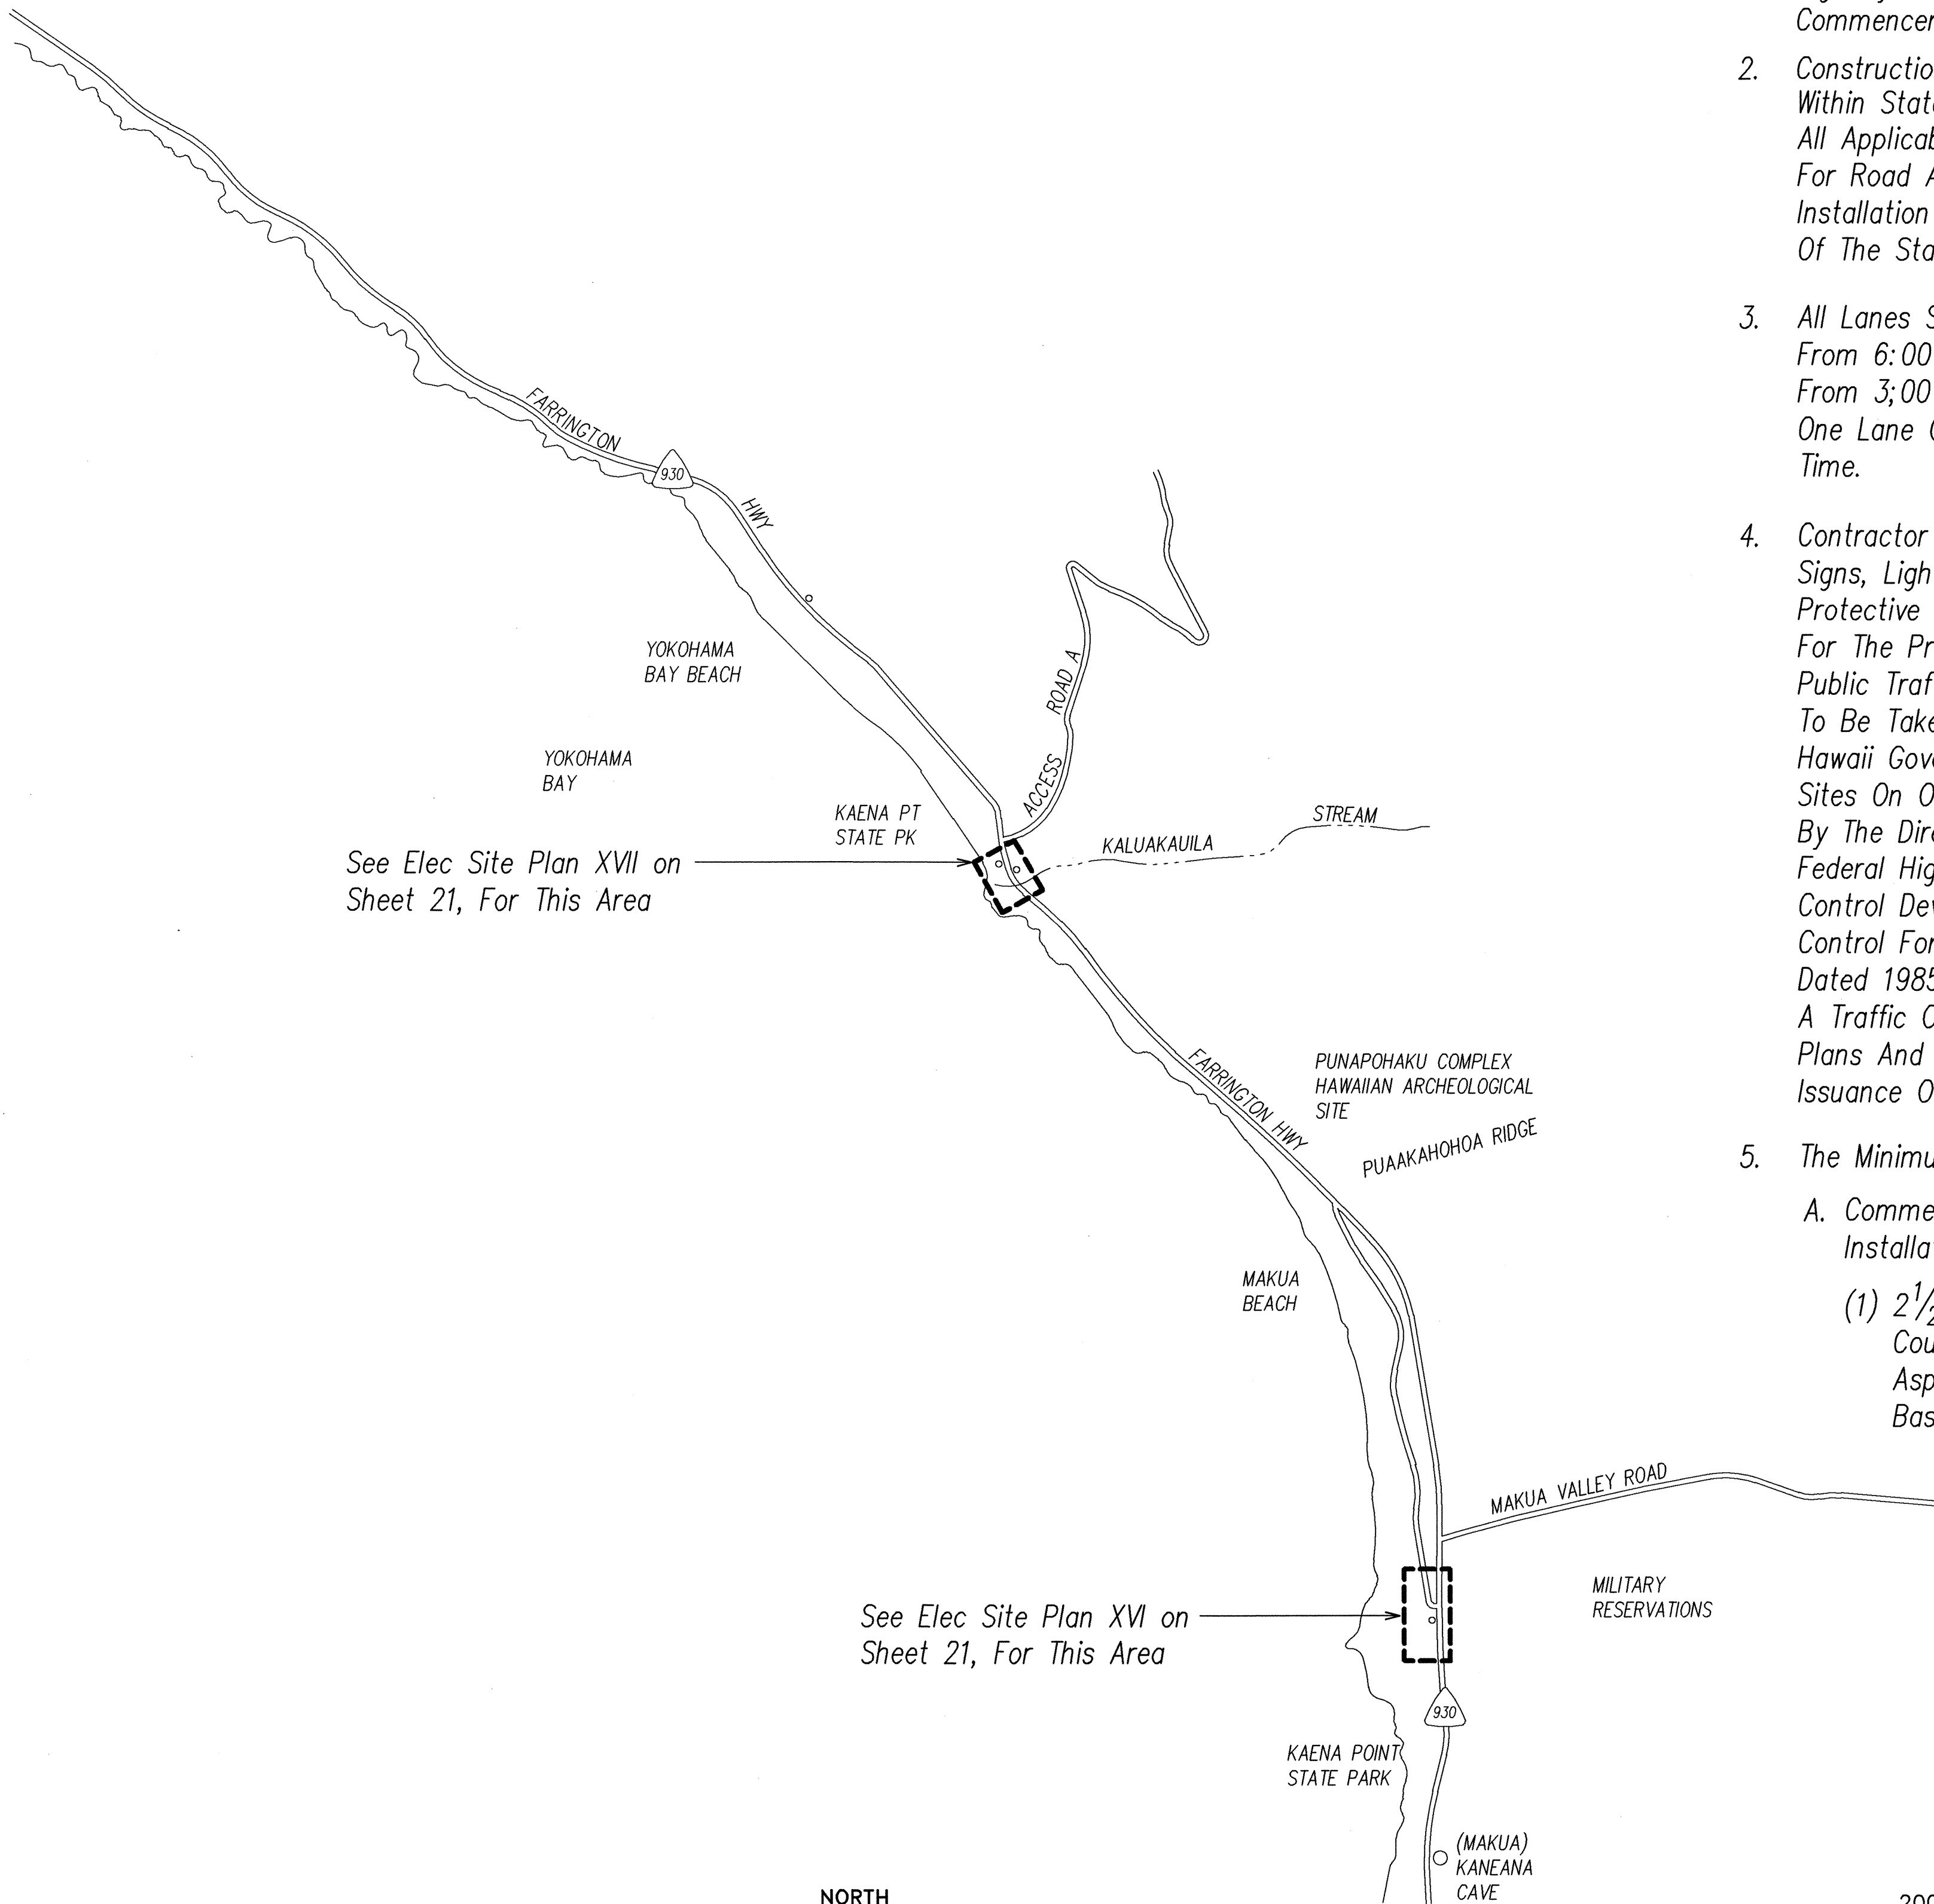 FARRINGTON
930
HWY
YOKOHAMA
BAY BEACH
YOKOHAMA
BAY
ROAD A
ACCESS
KAENA PT
STATE PK
STREAM
KALUAKAUILA
See Elec Site Plan XVII on
Sheet 21, For This Area
FARRINGTON HWY
PUNAPOHAKU COMPLEX
HAWAIIAN ARCHEOLOGICAL
SITE
PUAAKAHOHOA RIDGE
MAKUA
BEACH
MAKUA VALLEY ROAD
MILITARY
RESERVATIONS
See Elec Site Plan XVI on
Sheet 21, For This Area
930
KAENA POINT
STATE PARK
(MAKUA)
KANEANA
CAVE
NORTH
Commencer
2. Constructio
Within State
All Applicab
For Road A
Installation
Of The Sta
3. All Lanes S
From 6:00
From 3;00
One Lane
Time.
4. Contractor
Signs, Ligh
Protective
For The Pr
Public Traf
To Be Take
Hawaii Gove
Sites On O
By The Dire
Federal Hig
Control Dev
Control For
Dated 1985
A Traffic C
Plans And
Issuance O
5. The Minimu
A. Comme
Installa
(1) 2 1/2
Cou
Asp
Bas